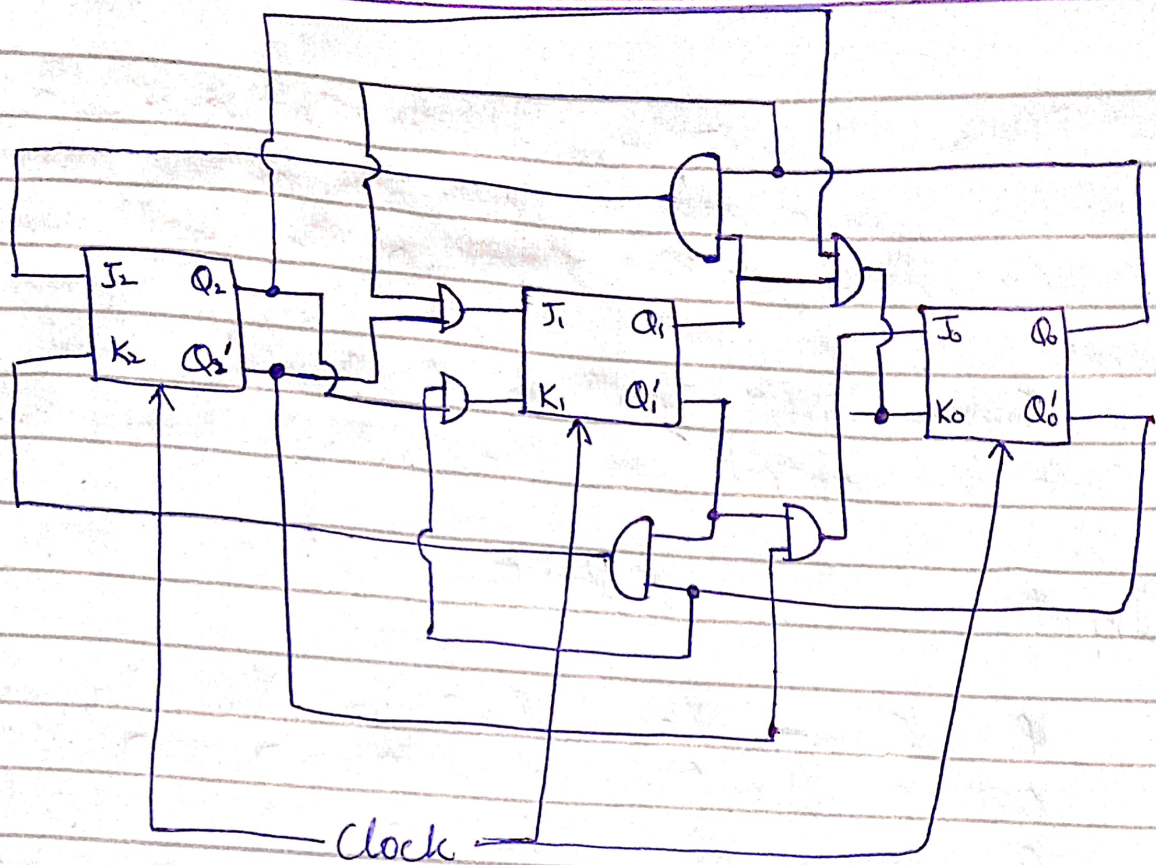 J₂ Q₂
K₂ Q₂'
J₁ Q₁
K₁ Q₁'
J₀ Q₀
K₀ Q₀'
Clock